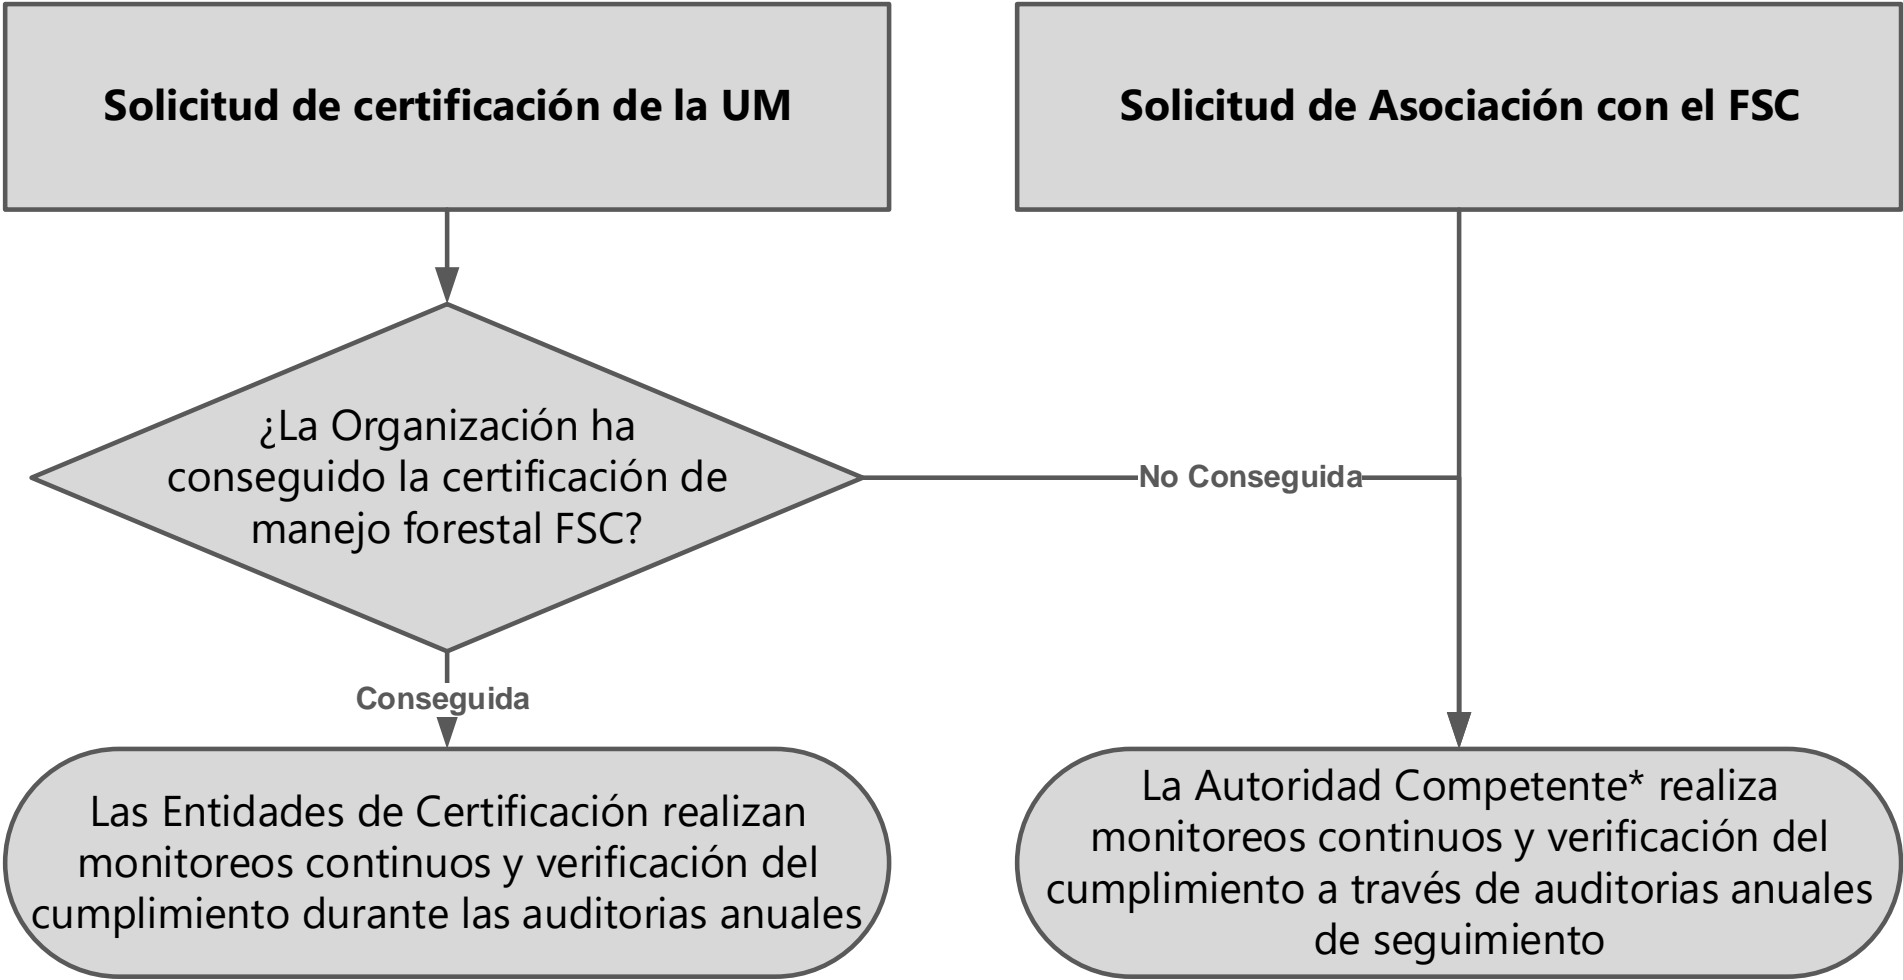 Solicitud de certificación de la UM
Solicitud de Asociación con el FSC
¿La Organización ha
conseguido la certificación de
manejo forestal FSC?
No Conseguida
Conseguida
Las Entidades de Certificación realizan
monitoreos continuos y verificación del
cumplimiento durante las auditorias anuales
La Autoridad Competente* realiza
monitoreos continuos y verificación del
cumplimiento a través de auditorias anuales
de seguimiento